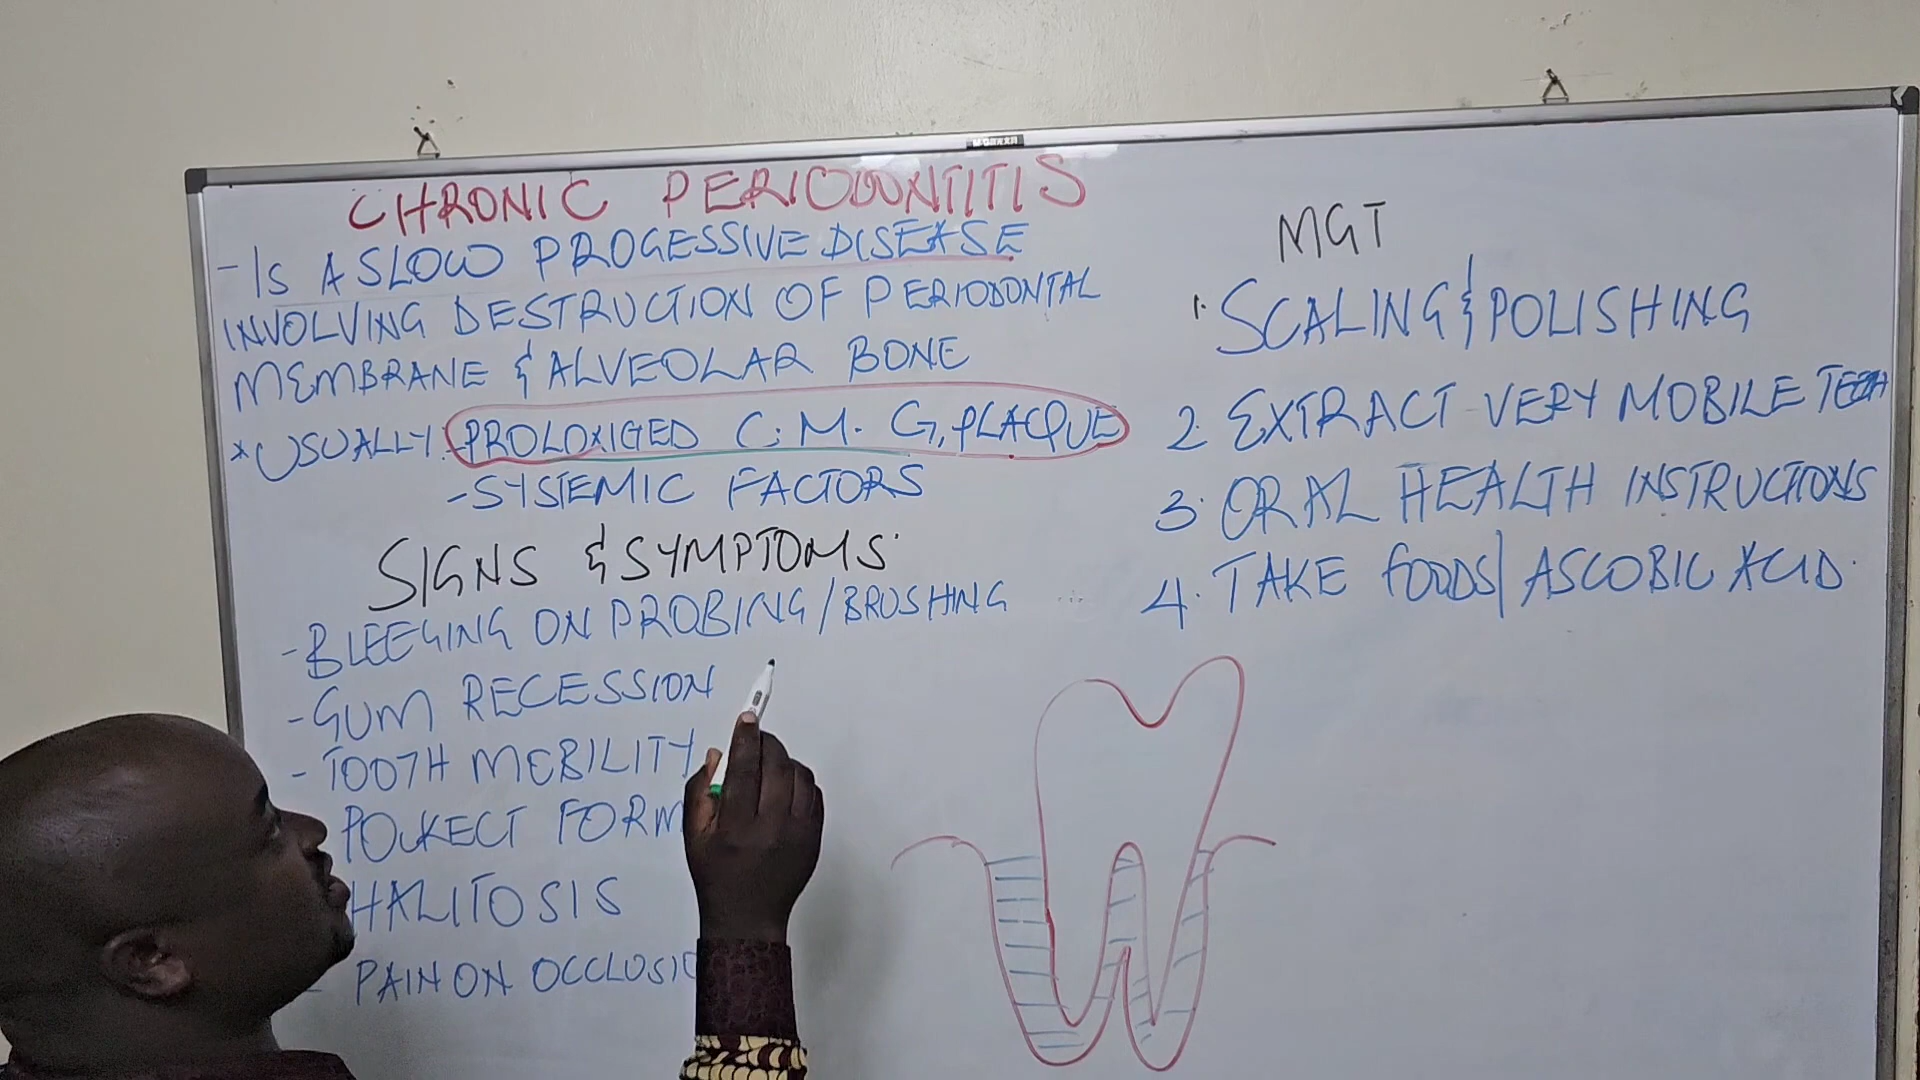 CHRONIC PERIODONTITIS
- IS A SLOW PROGESSIVE DISEASE
INVOLVING DESTRUCTION OF PERIODONTAL
MEMBRANE & ALVEOLAR BONE
* USUALLY: PROLONGED C. M. G, PLACQUE
- SYSTEMIC FACTORS
SIGNS & SYMPTOMS
- BLEEDING ON PROBING / BRUSHING
- GUM RECESSION
- TOOTH MOBILITY
POCKECT FORM
HALITOSIS
- PAIN ON OCCLUSIO
MGT
1. SCALING & POLISHING
2. EXTRACT VERY MOBILE TEETH
3. ORAL HEALTH INSTRUCTIONS
4. TAKE FOODS/ ASCOBIC ACID.